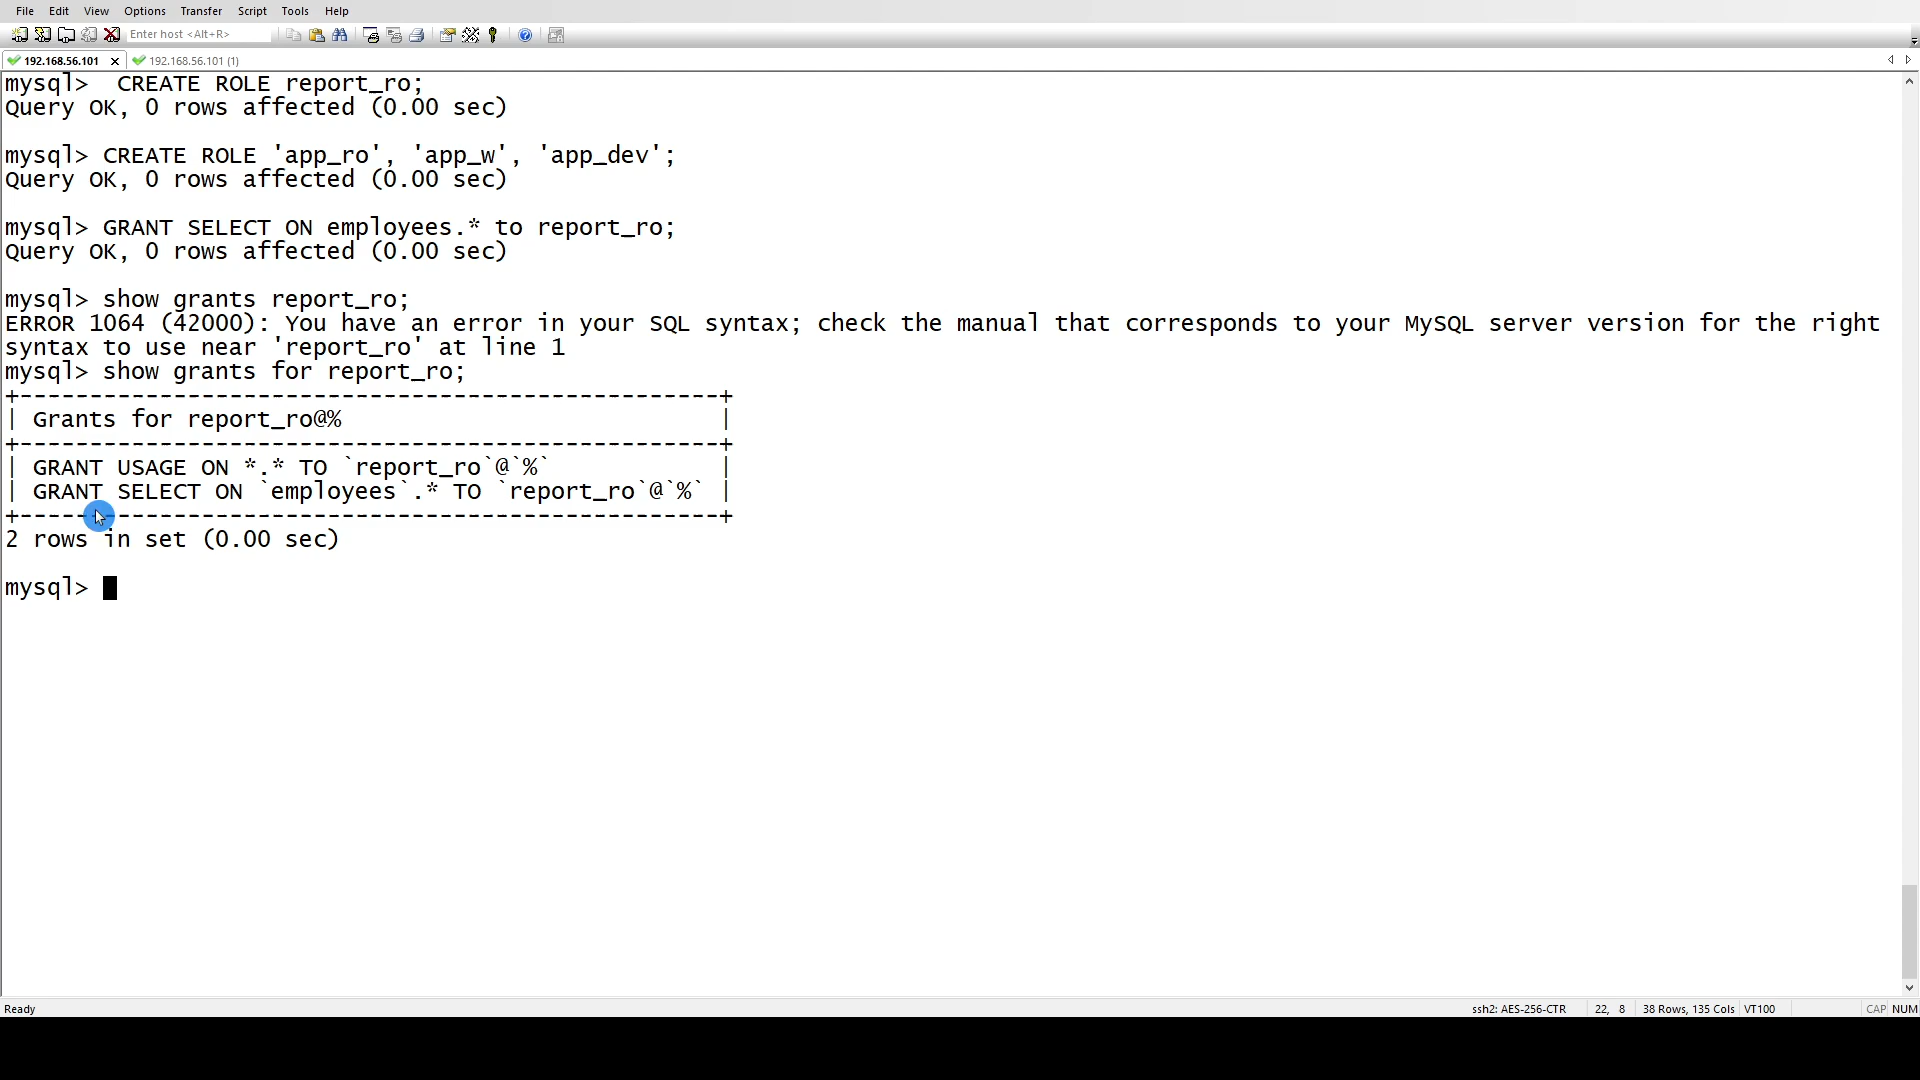 File Edit View Options Transfer Script Tools Help
Enter host <Alt+R>
192.168.56.101 192.168.56.101 (1)
mysql>  CREATE ROLE report_ro;
Query OK, 0 rows affected (0.00 sec)
mysql> CREATE ROLE 'app_ro', 'app_w', 'app_dev';
Query OK, 0 rows affected (0.00 sec)
mysql> GRANT SELECT ON employees.* to report_ro;
Query OK, 0 rows affected (0.00 sec)
mysql> show grants report_ro;
ERROR 1064 (42000): You have an error in your SQL syntax; check the manual that corresponds to your MySQL server version for the right
syntax to use near 'report_ro' at line 1
mysql> show grants for report_ro;
+--------------------------------------------------+
| Grants for report_ro@%                           |
+--------------------------------------------------+
| GRANT USAGE ON *.* TO `report_ro`@`%`            |
| GRANT SELECT ON `employees`.* TO `report_ro`@`%` |
+--------------------------------------------------+
2 rows in set (0.00 sec)
mysql>
Ready ssh2: AES-256-CTR 22, 8 38 Rows, 135 Cols VT100 CAP NUM